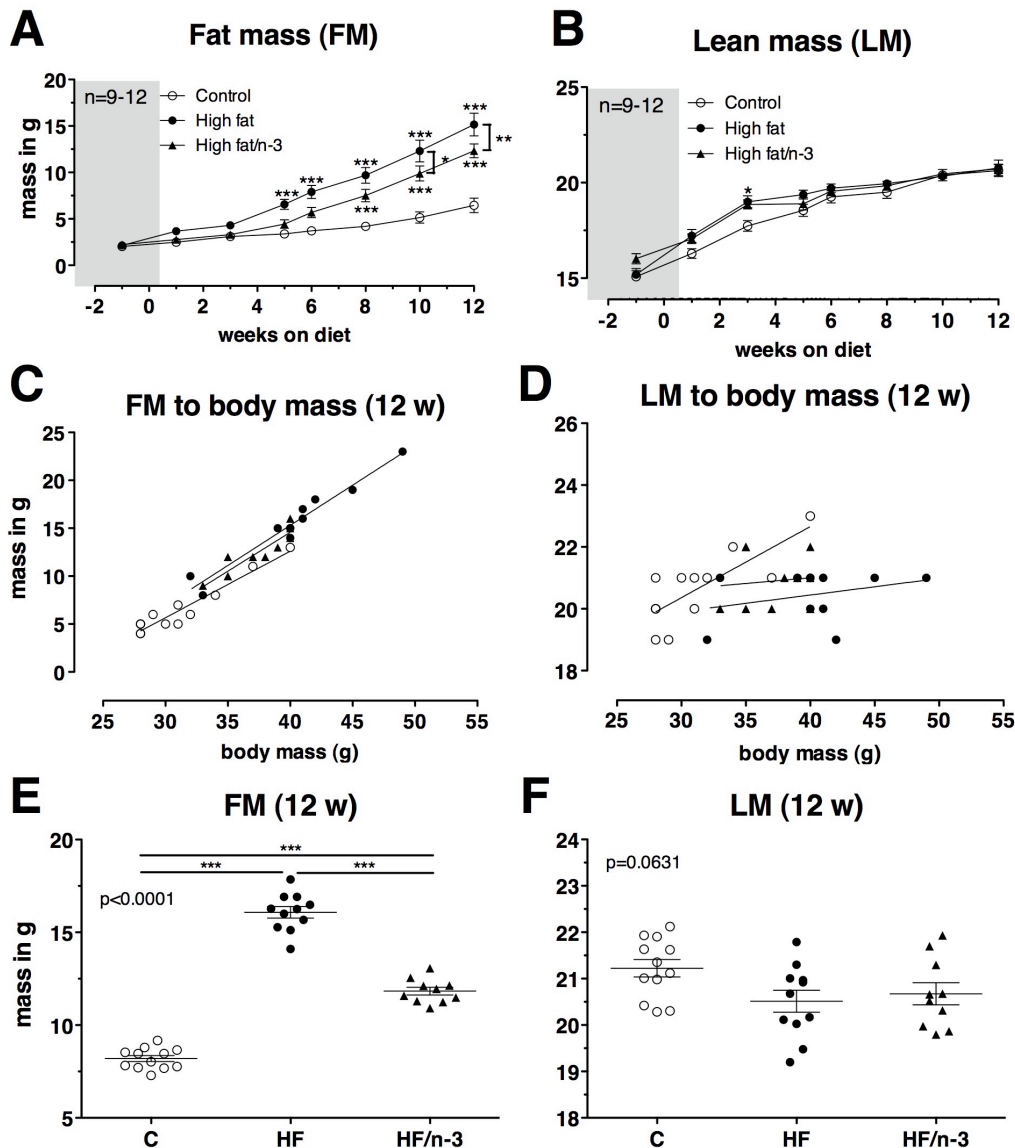 A
Fat mass (FM)
n=9-12
Control
High fat
High fat/n-3
mass in g
20
15
10
5
0
***
***
***
***
***
***
***
***
*
**
-2 0 2 4 6 8 10 12
weeks on diet
B
Lean mass (LM)
n=9-12
Control
High fat
High fat/n-3
25
20
15
*
-2 0 2 4 6 8 10 12
weeks on diet
C
FM to body mass (12 w)
mass in g
25
20
15
10
5
0
25 30 35 40 45 50 55
body mass (g)
D
LM to body mass (12 w)
26
24
22
20
18
25 30 35 40 45 50 55
body mass (g)
E
FM (12 w)
mass in g
20
15
10
5
***
*** ***
p<0.0001
C HF HF/n-3
F
LM (12 w)
24
23
22
21
20
19
18
p=0.0631
C HF HF/n-3